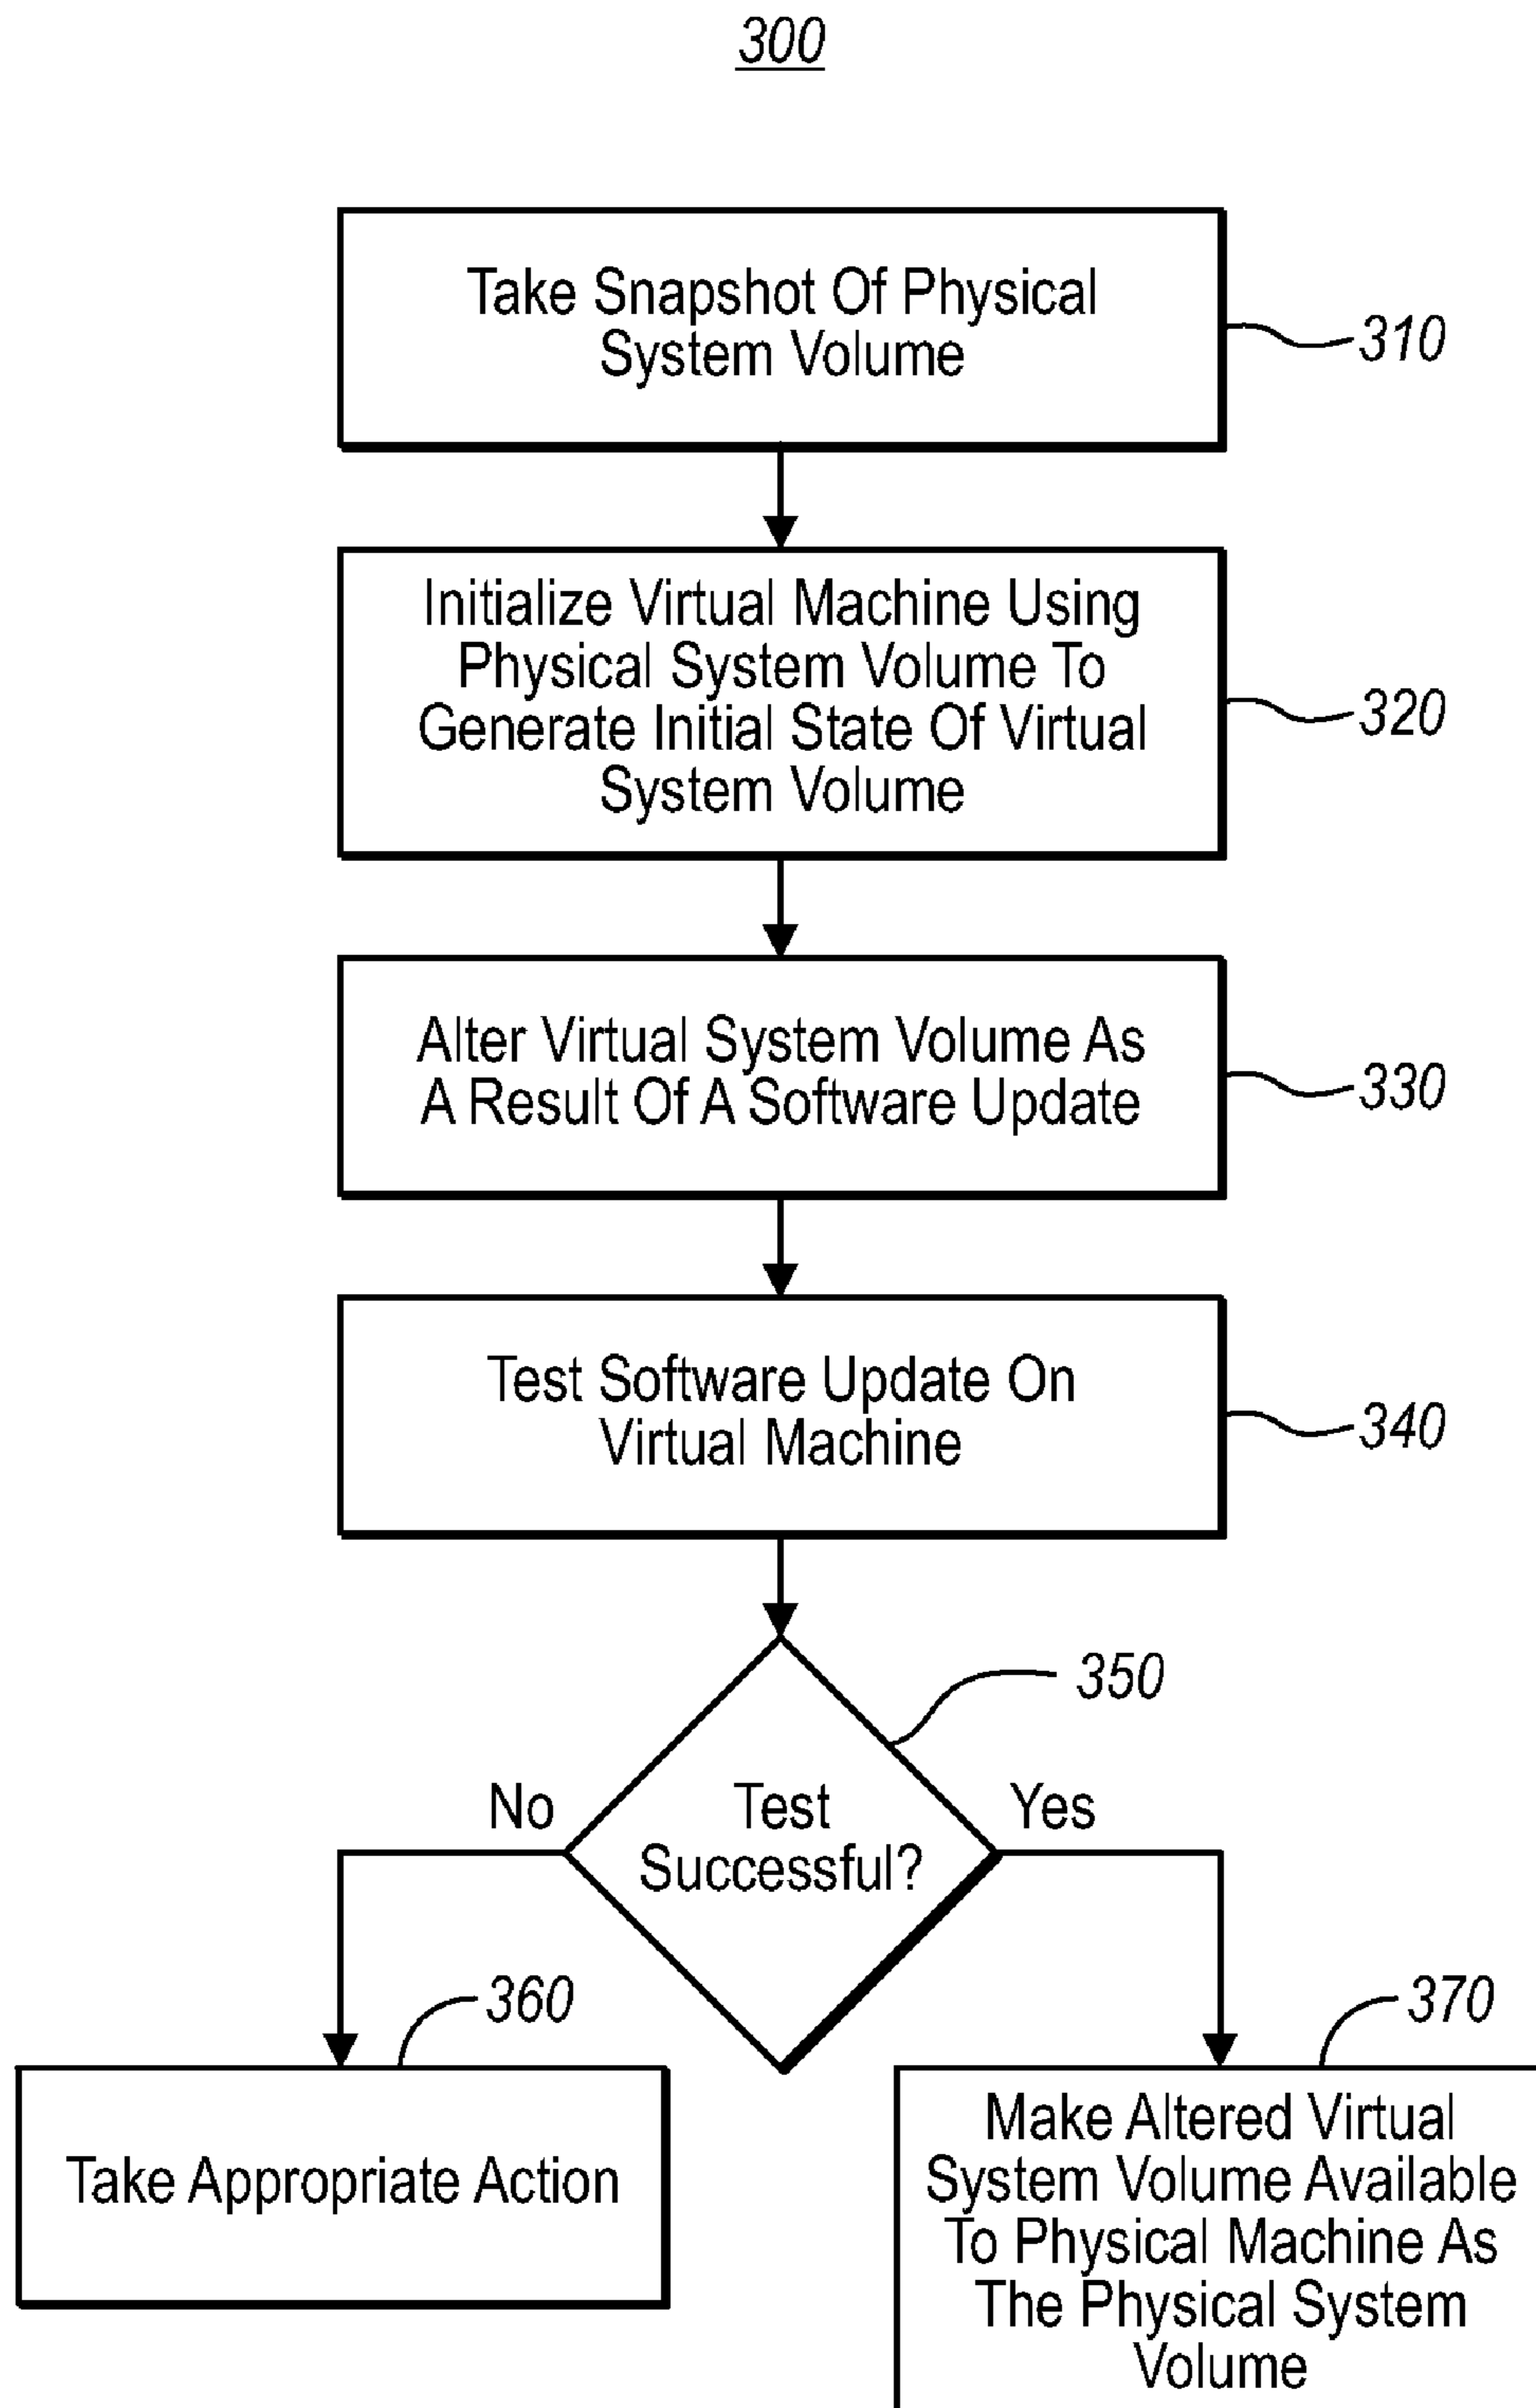 300
Take Snapshot Of Physical
System Volume
310
Initialize Virtual Machine Using
Physical System Volume To
Generate Initial State Of Virtual
System Volume
320
Alter Virtual System Volume As
A Result Of A Software Update
330
Test Software Update On
Virtual Machine
340
350
No
Test
Successful?
Yes
360
Take Appropriate Action
370
Make Altered Virtual
System Volume Available
To Physical Machine As
The Physical System
Volume